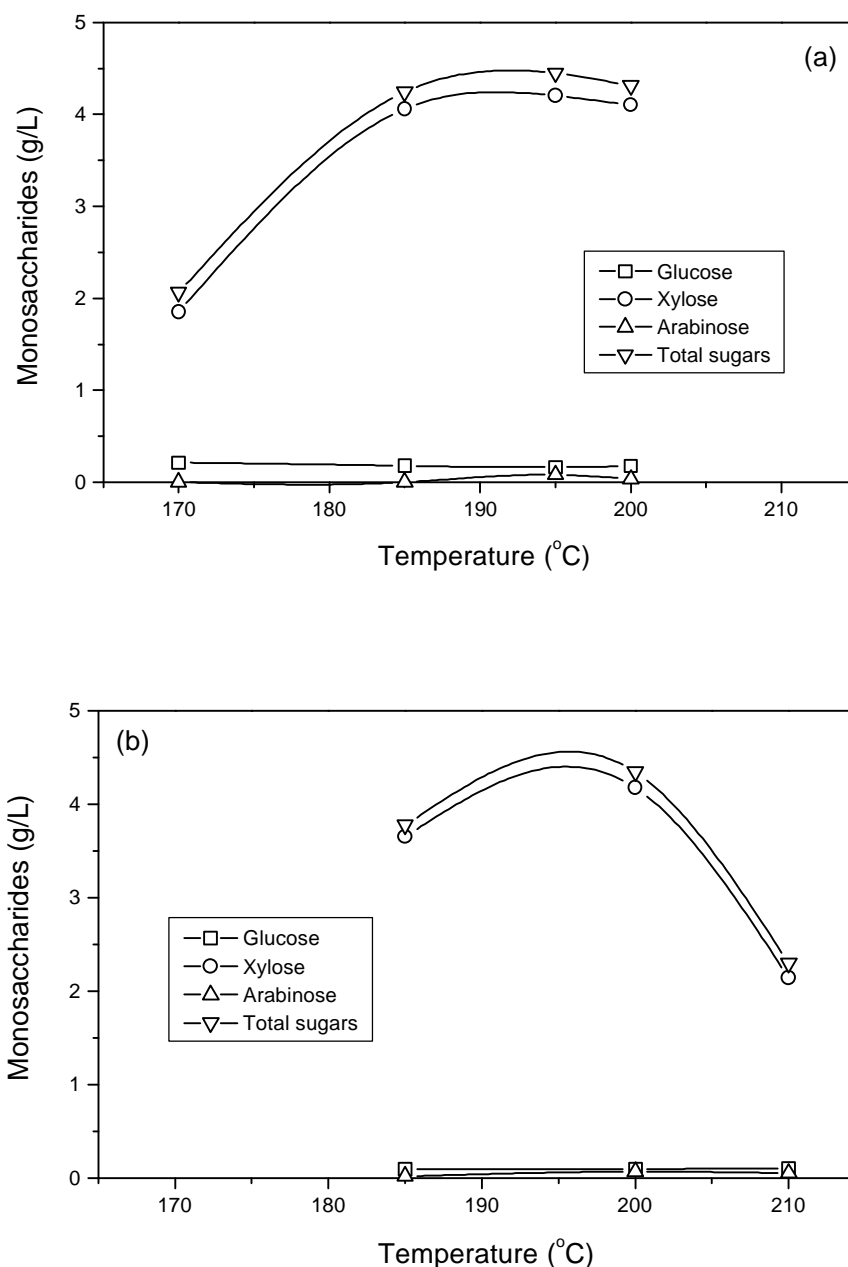 (a)
5
4
3
2
1
0
Monosaccharides (g/L)
Glucose
Xylose
Arabinose
Total sugars
170 180 190 200 210
Temperature (°C)
(b)
5
4
3
2
1
0
Monosaccharides (g/L)
Glucose
Xylose
Arabinose
Total sugars
170 180 190 200 210
Temperature (°C)